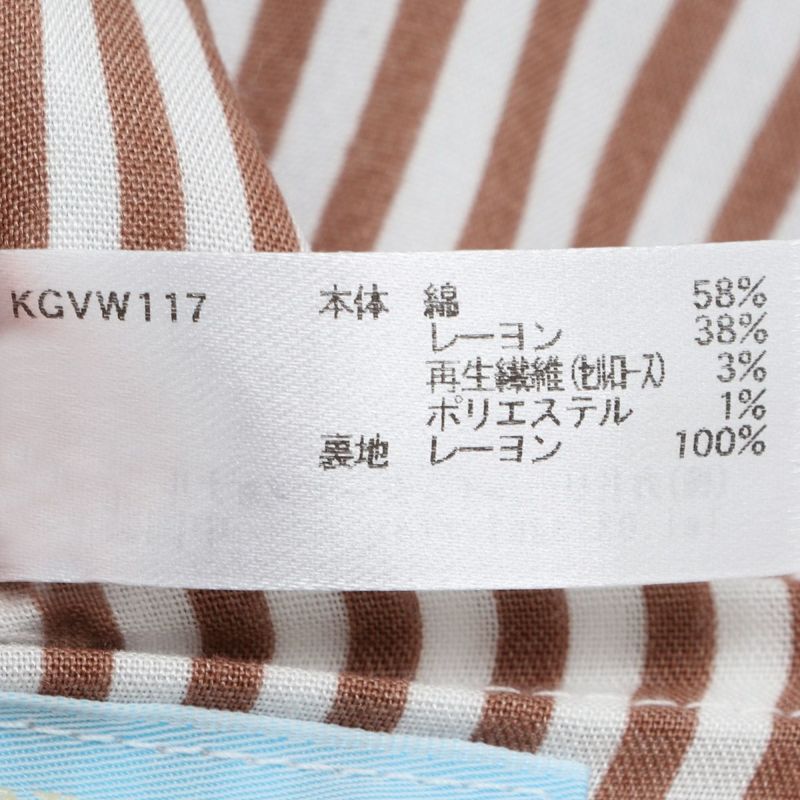 KGVW117 本体 綿 58%
レーヨン 38%
再生繊維(セルロース) 3%
ポリエステル 1%
裏地 レーヨン 100%